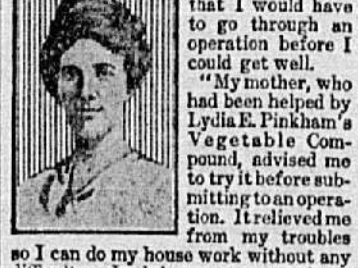 that I would have
to go through an
operation before I
could get well.
"My mother, who
had been helped by
Lydia E. Pinkham's
Vegetable Com-
pound, advised me
to try it before sub-
mitting to an opera-
tion. It relieved me
from my troubles
so I can do my house work without any